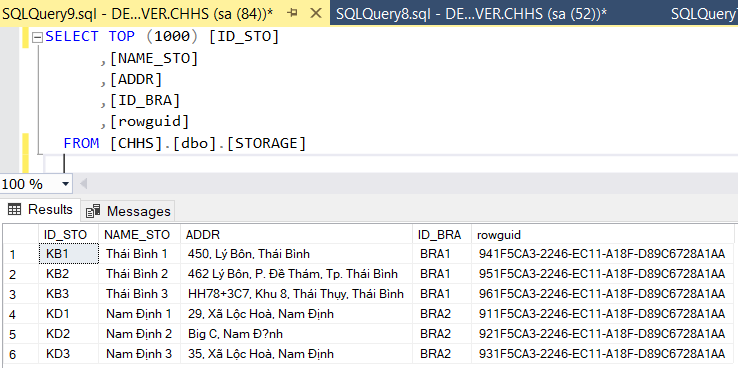 SQLQuery9.sql - DE...VER.CHHS (sa (84))* SQLQuery8.sql - DE...VER.CHHS (sa (52))* SQLQuery7
SELECT TOP (1000) [ID_STO]
,[NAME_STO]
,[ADDR]
,[ID_BRA]
,[rowguid]
FROM [CHHS].[dbo].[STORAGE]
100 %
Results Messages
ID_STO NAME_STO ADDR ID_BRA rowguid
1 KB1 Thái Bình 1 450, Lý Bôn, Thái Bình BRA1 941F5CA3-2246-EC11-A18F-D89C6728A1AA
2 KB2 Thái Bình 2 462 Lý Bôn, P. Đề Thám, Tp. Thái Bình BRA1 951F5CA3-2246-EC11-A18F-D89C6728A1AA
3 KB3 Thái Bình 3 HH78+3C7, Khu 8, Thái Thụy, Thái Bình BRA1 961F5CA3-2246-EC11-A18F-D89C6728A1AA
4 KD1 Nam Định 1 29, Xã Lộc Hoà, Nam Định BRA2 911F5CA3-2246-EC11-A18F-D89C6728A1AA
5 KD2 Nam Định 2 Big C, Nam Đ?nh BRA2 921F5CA3-2246-EC11-A18F-D89C6728A1AA
6 KD3 Nam Định 3 35, Xã Lộc Hoà, Nam Định BRA2 931F5CA3-2246-EC11-A18F-D89C6728A1AA